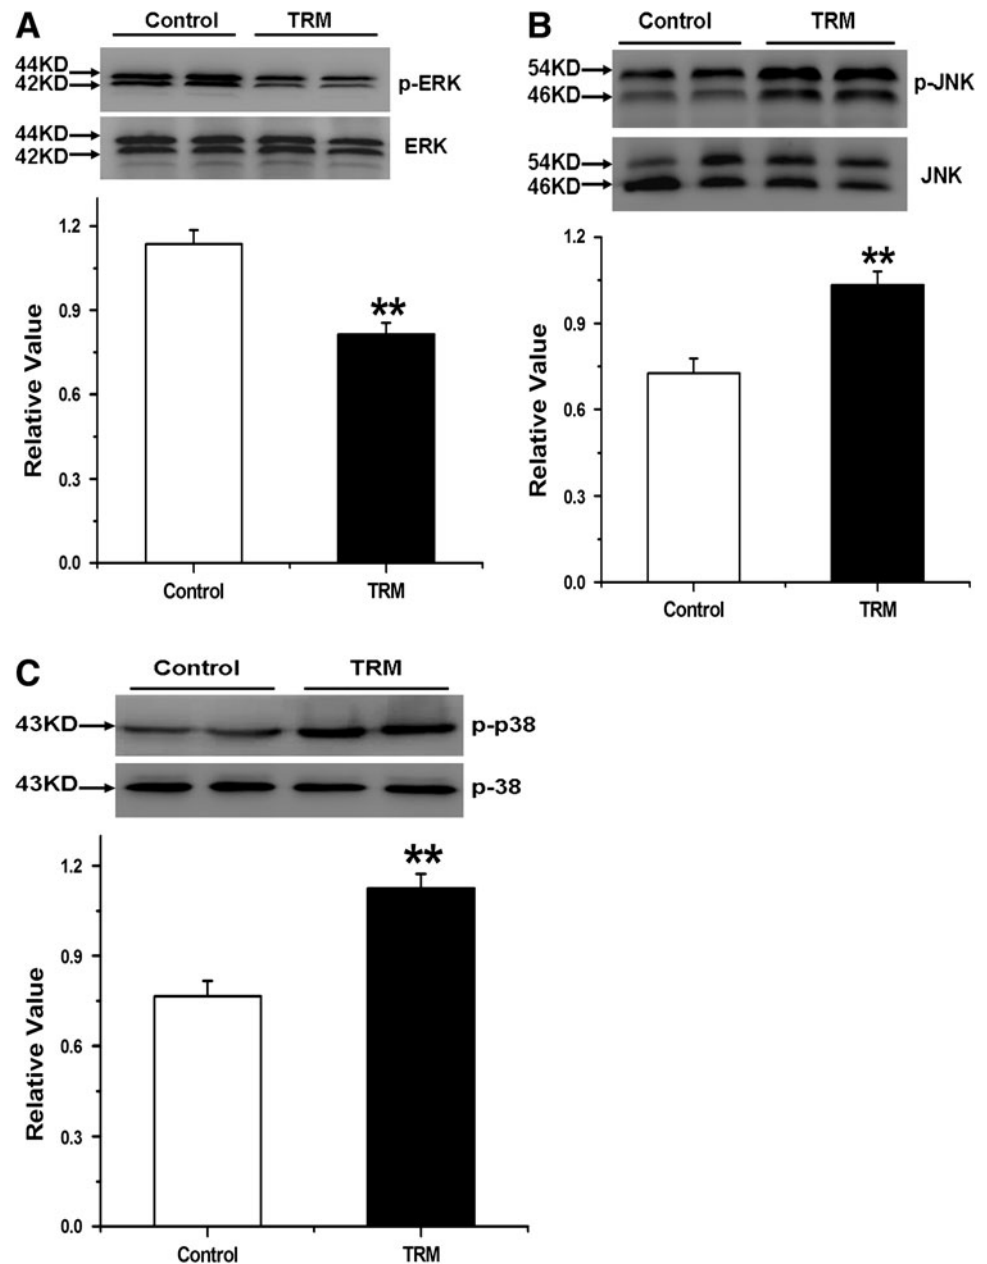 A
Control TRM
44KD
42KD
p-ERK
44KD
42KD
ERK
1.2
0.9
0.6
0.3
0.0
Relative Value
**
Control TRM
B
Control TRM
54KD
46KD
p-JNK
54KD
46KD
JNK
1.2
0.9
0.6
0.3
0.0
Relative Value
**
Control TRM
C
Control TRM
43KD
p-p38
43KD
p-38
1.2
0.9
0.6
0.3
0.0
Relative Value
**
Control TRM